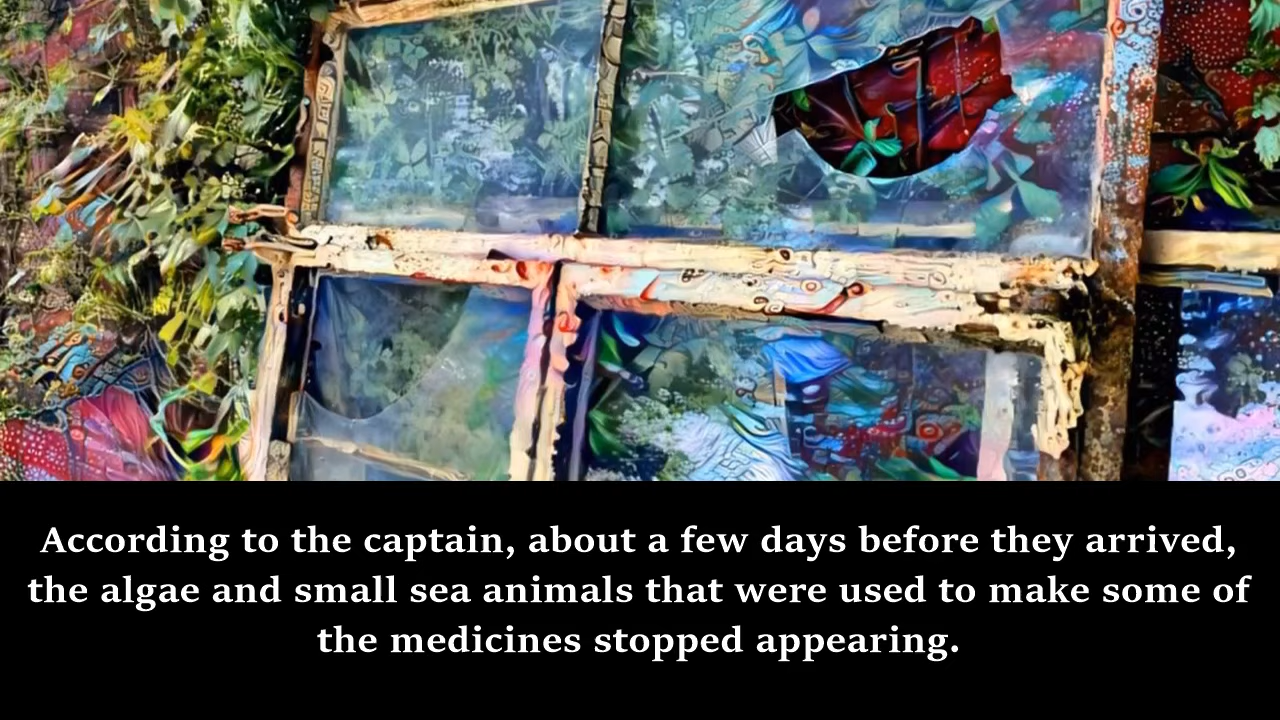 According to the captain, about a few days before they arrived,
the algae and small sea animals that were used to make some of
the medicines stopped appearing.